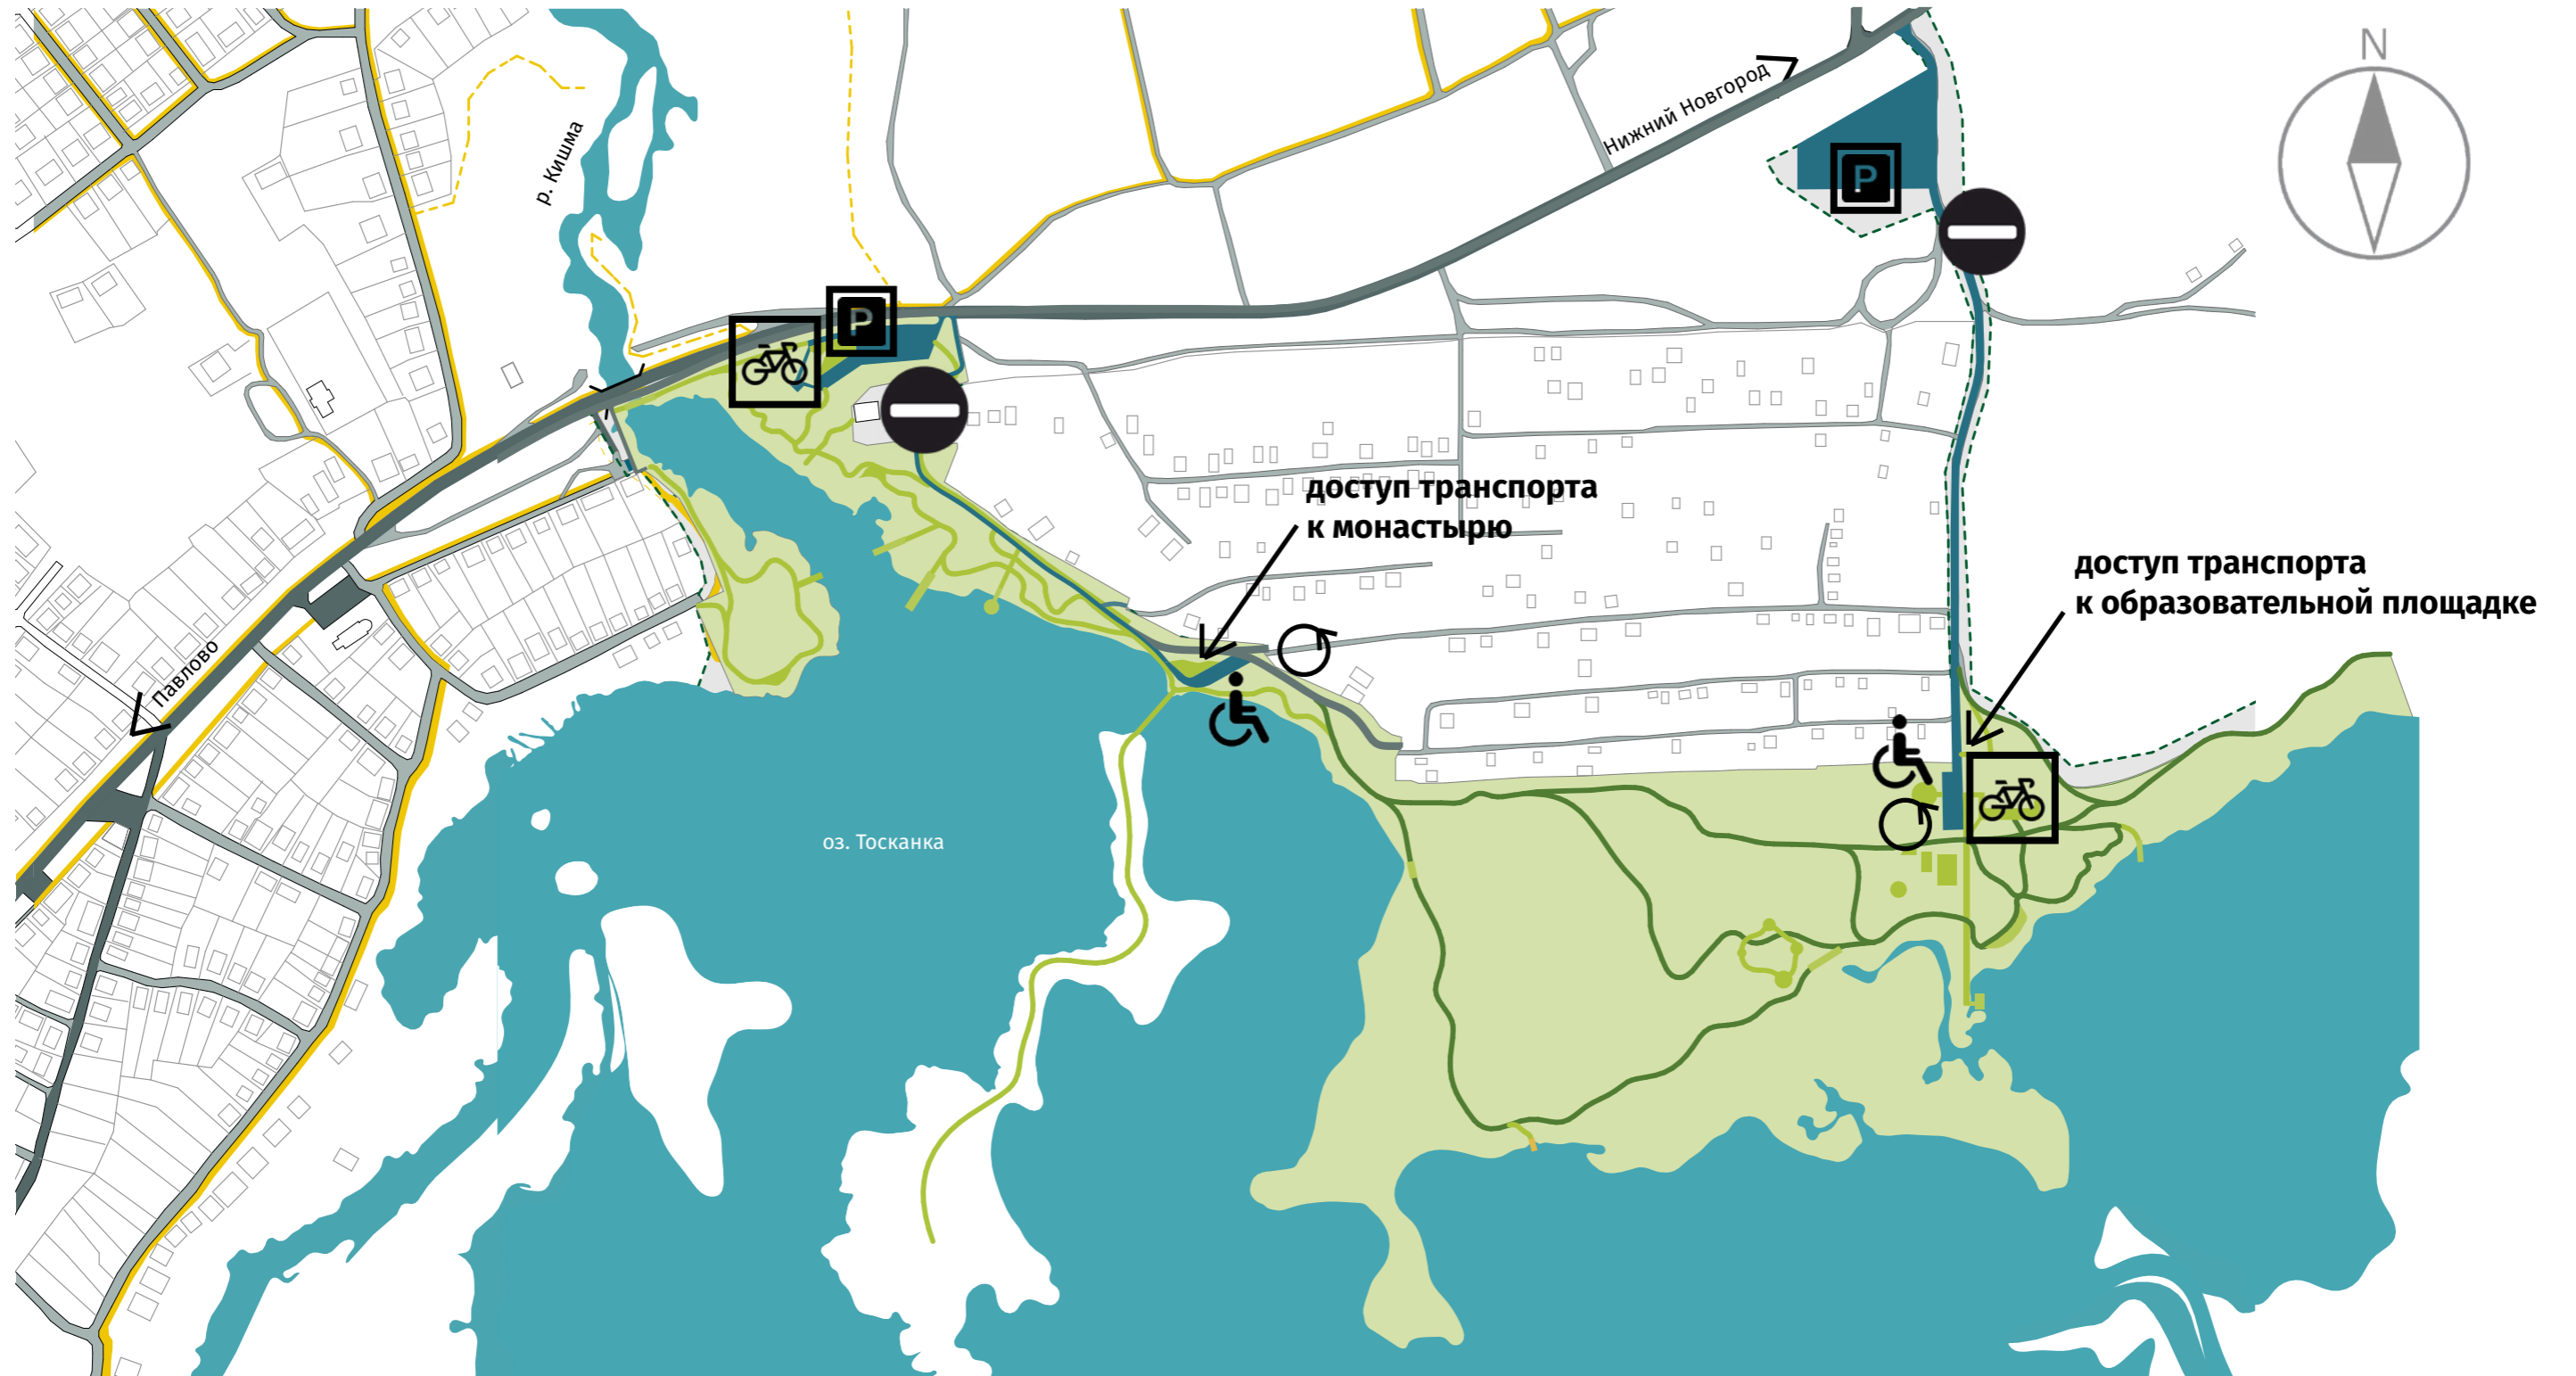 N
Нижний Новгород
р. Кишма
P
P
доступ транспорта
к монастырю
доступ транспорта
к образовательной площадке
Павлово
оз. Тосканка